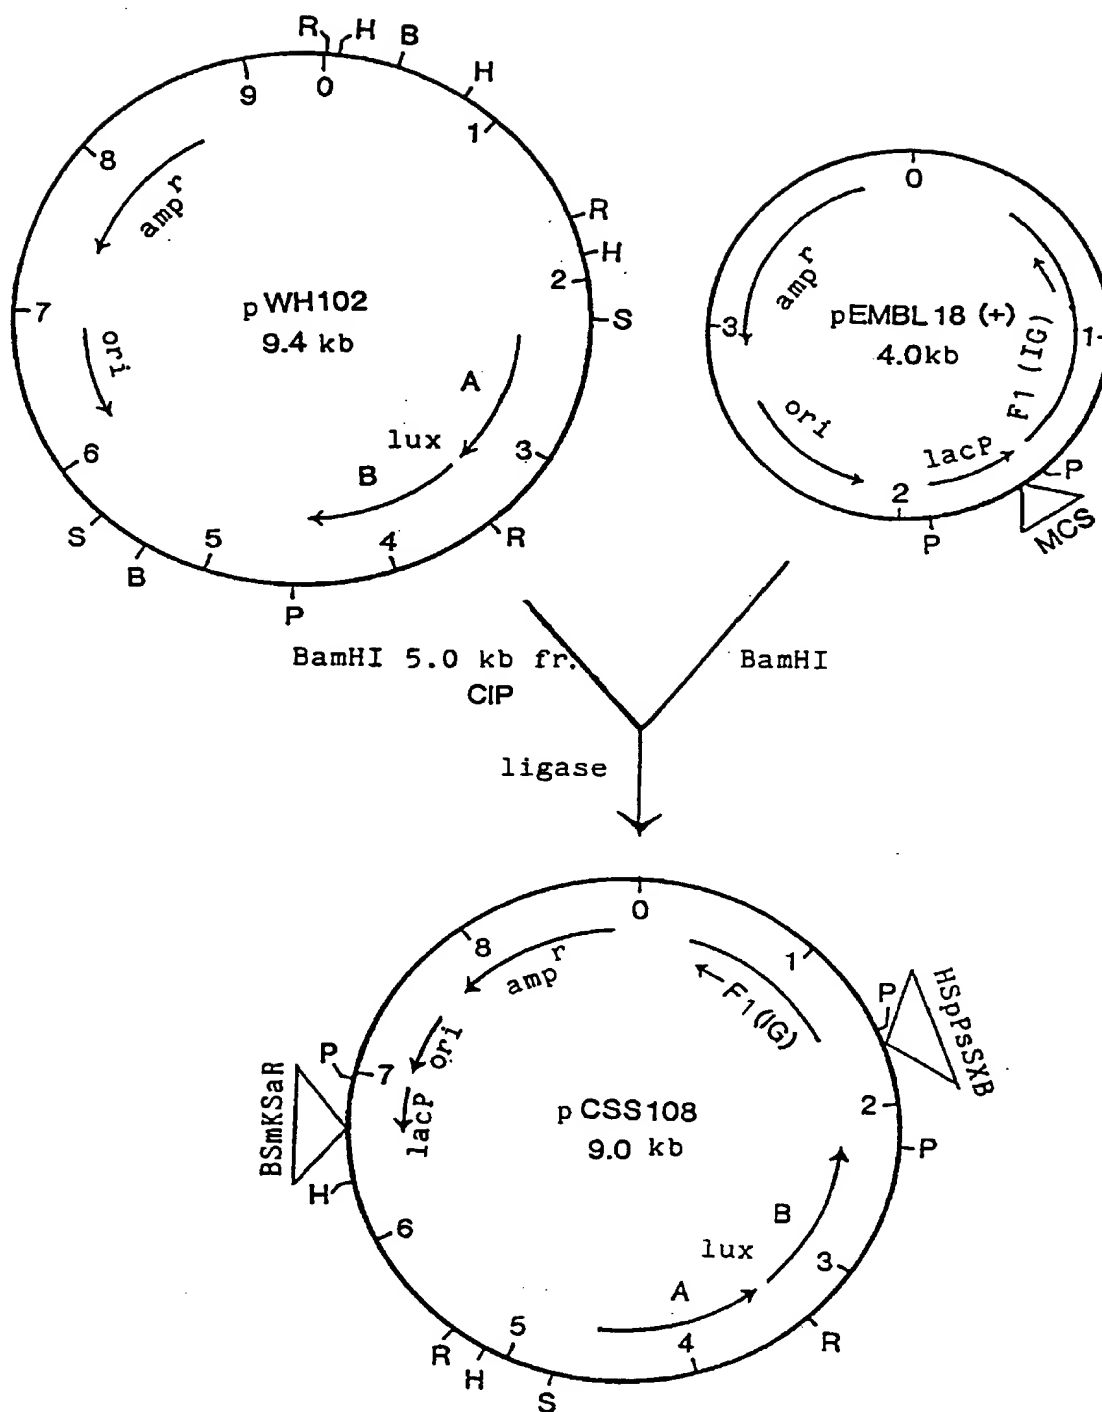 R H B H
9 0 1
8
amp^r
R
H
2
S
pWH102
9.4 kb
7
ori
A
lux
B
3
6
S
B
5
P
4
R
0
amp^r
pEMBL18 (+)
4.0kb
3
1
F1 (IG)
ori
lacP
2
P
P
MCS
BamHI 5.0 kb fr.
CIP
BamHI
ligase
0
8
amp^r
1
F1(IG)
P
HSpPsSXB
ori
P
7
lacP
BSmKSaR
pCSS108
9.0 kb
2
P
H
6
B
lux
A
3
R
H
5
S
4
R